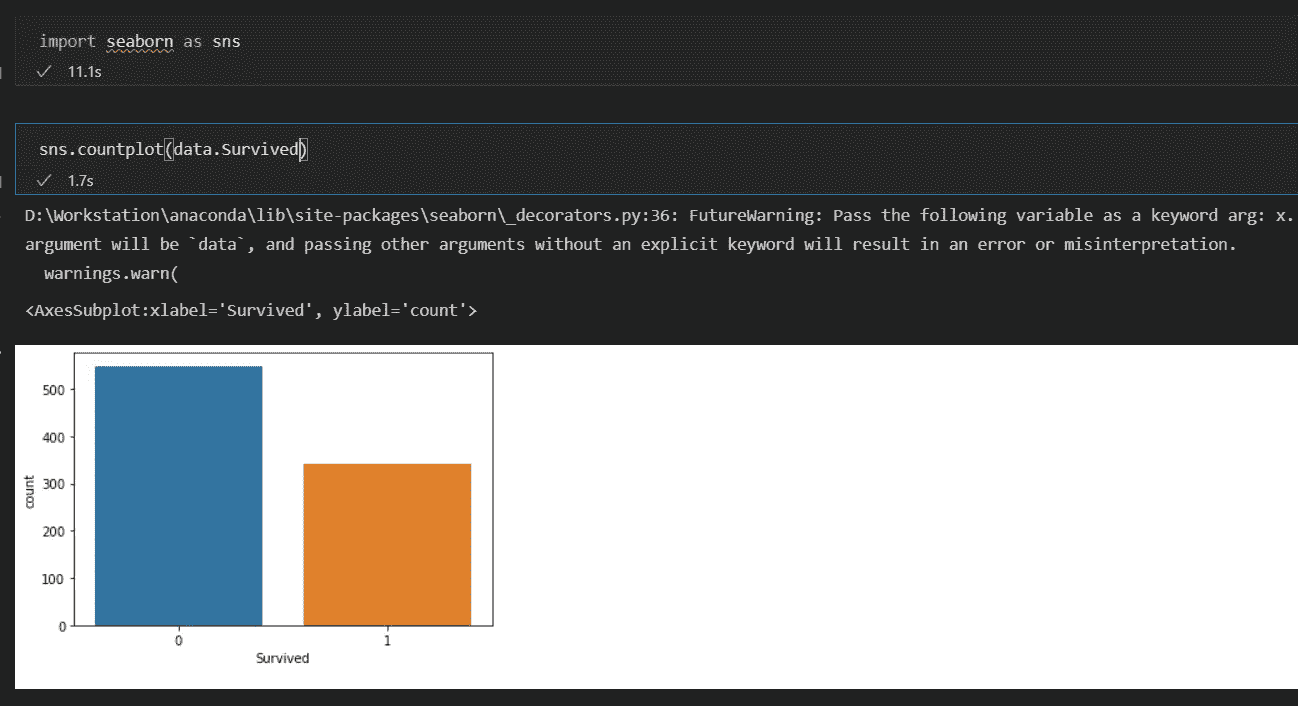 import seaborn as sns
11.1s
sns.countplot(data.Survived)
1.7s
D:\Workstation\anaconda\lib\site-packages\seaborn\_decorators.py:36: FutureWarning: Pass the following variable as a keyword arg: x.
argument will be `data`, and passing other arguments without an explicit keyword will result in an error or misinterpretation.
warnings.warn(
<AxesSubplot:xlabel='Survived', ylabel='count'>
500
400
300
200
100
0
count
0 1
Survived